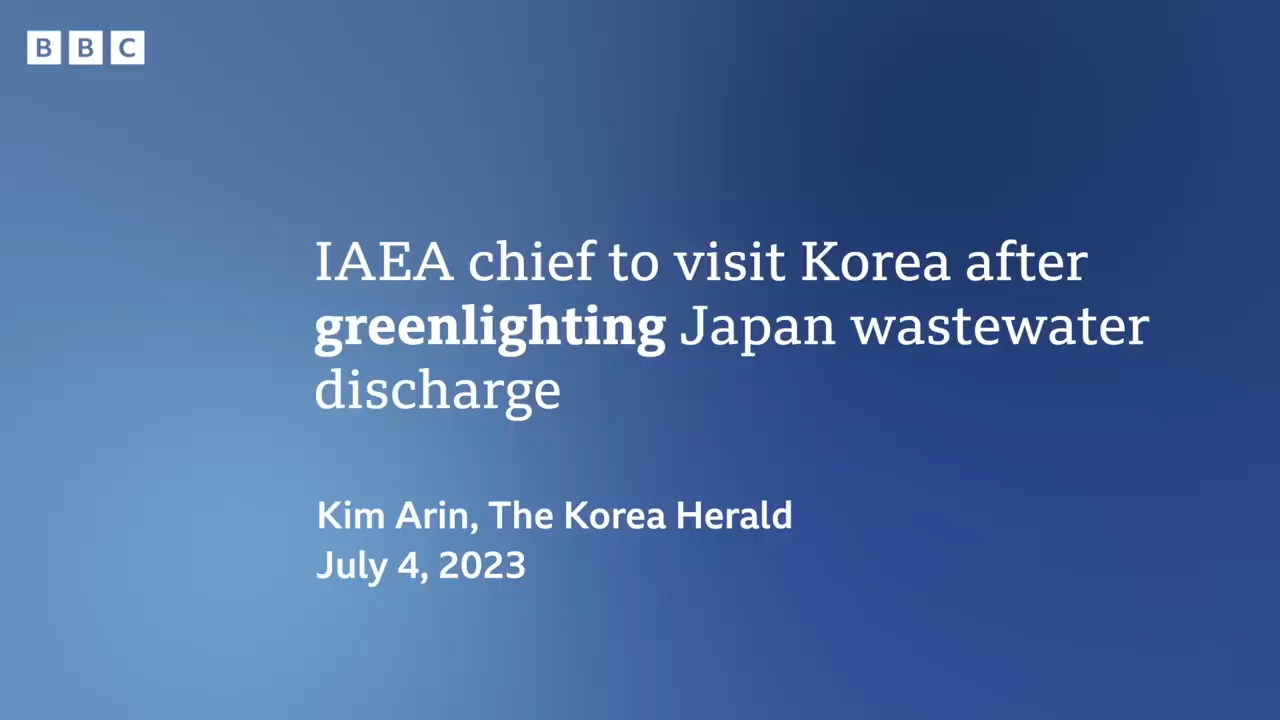 BBC
IAEA chief to visit Korea after
greenlighting Japan wastewater
discharge
Kim Arin, The Korea Herald
July 4, 2023